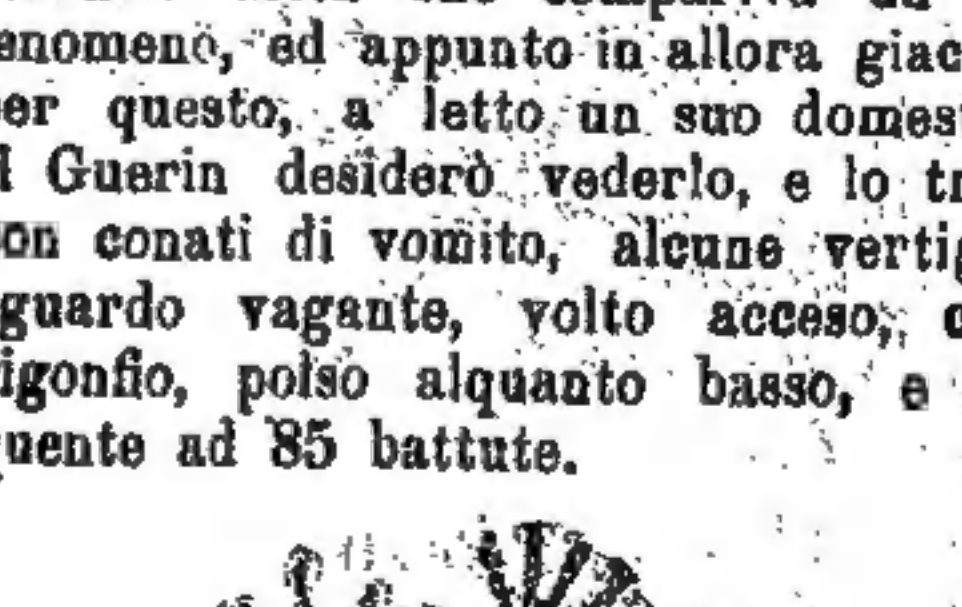 enomeno, ed appunto in allora giac
er questo, a letto un suo domes
Guerin desiderò vederlo, e lo tr
on conati di vomito, alcune vertig
guardo vagante, volto acceso, c
igonfio, polso alquanto basso, e
uente ad 85 battute.